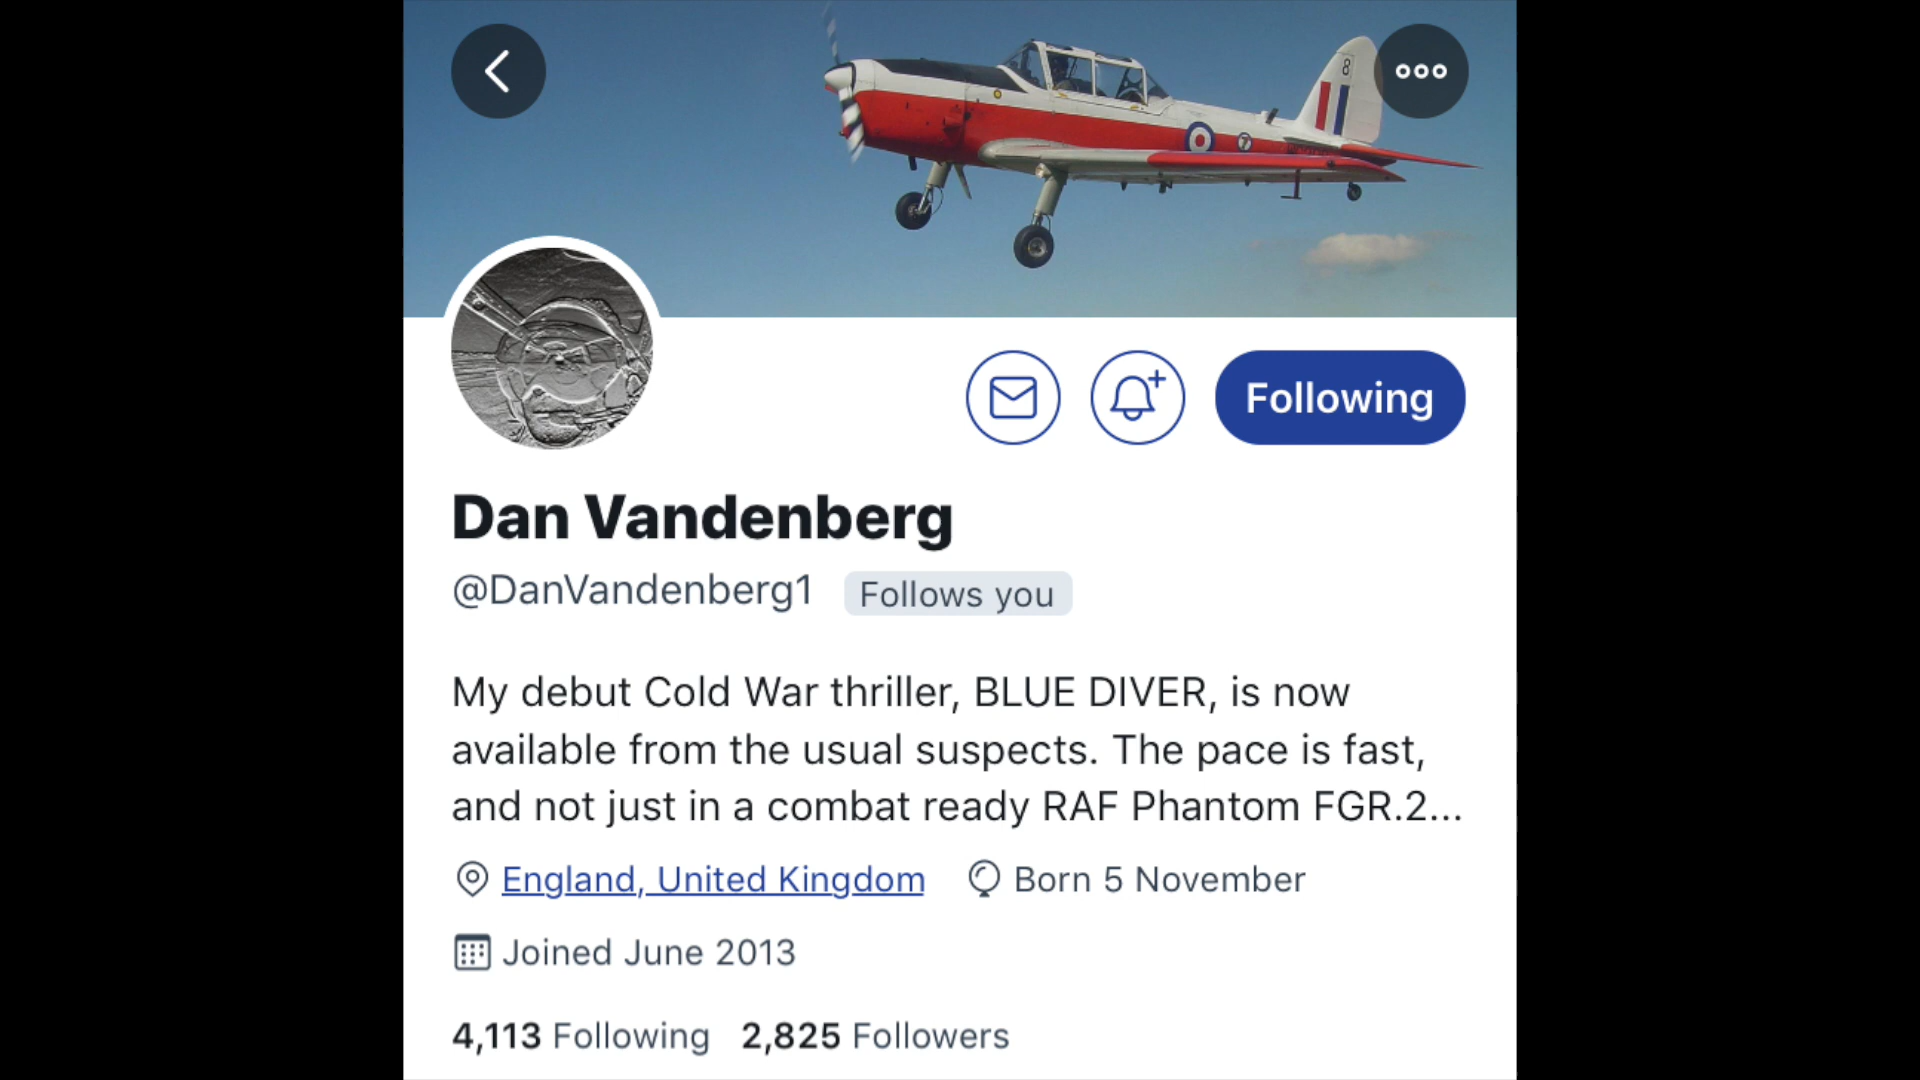 8
7
Following
Dan Vandenberg
@DanVandenberg1 Follows you
My debut Cold War thriller, BLUE DIVER, is now
available from the usual suspects. The pace is fast,
and not just in a combat ready RAF Phantom FGR.2...
England, United Kingdom Born 5 November
Joined June 2013
4,113 Following 2,825 Followers